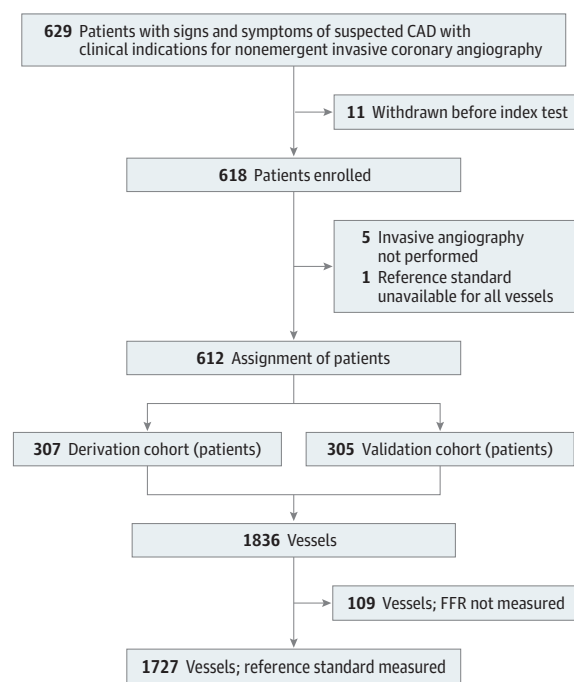 629 Patients with signs and symptoms of suspected CAD with
clinical indications for nonemergent invasive coronary angiography
11 Withdrawn before index test
618 Patients enrolled
5 Invasive angiography
not performed
1 Reference standard
unavailable for all vessels
612 Assignment of patients
307 Derivation cohort (patients)
305 Validation cohort (patients)
1836 Vessels
109 Vessels; FFR not measured
1727 Vessels; reference standard measured